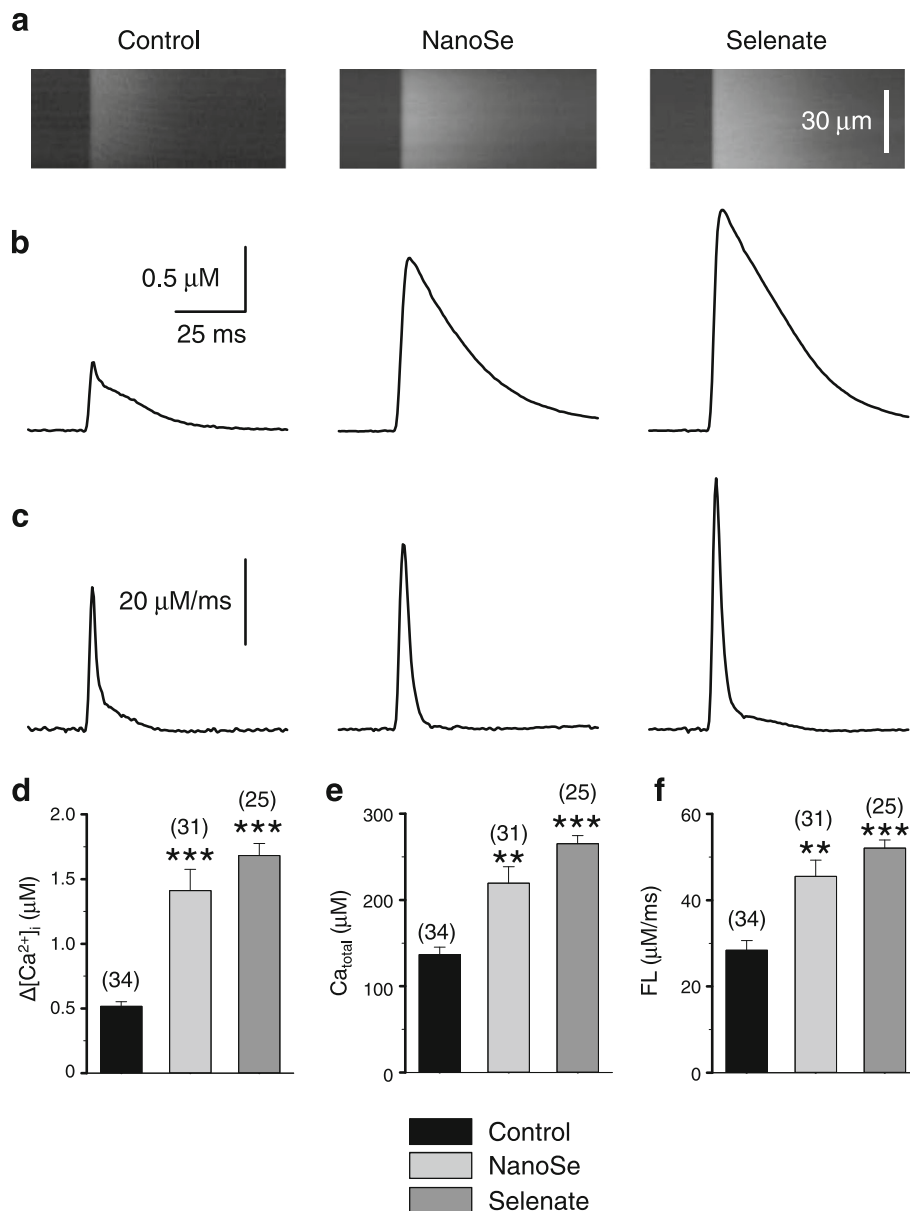 a
Control NanoSe Selenate
30 μm
b
0.5 μM
25 ms
c
20 μM/ms
d
2.0
1.5
1.0
0.5
0
Δ[Ca²⁺]ᵢ (μM)
(34)
(31)
***
(25)
***
e
300
200
100
0
Ca_total (μM)
(34)
(31)
**
(25)
***
f
60
40
20
0
FL (μM/ms)
(34)
(31)
**
(25)
***
Control
NanoSe
Selenate